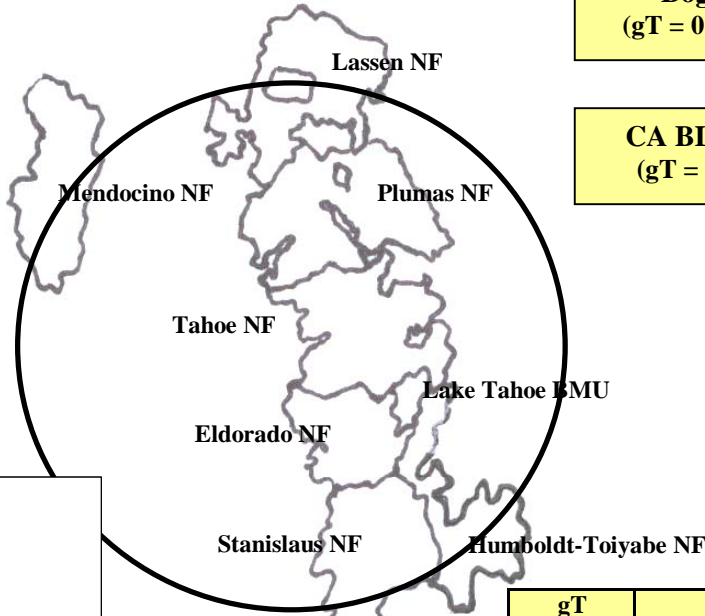 (gT = 0
Lassen NF
CA
(gT =
Mendocino NF
Plumas NF
Tahoe NF
Lake Tahoe BMU
Eldorado NF
Stanislaus NF
Humboldt-Toiyabe NF
gT